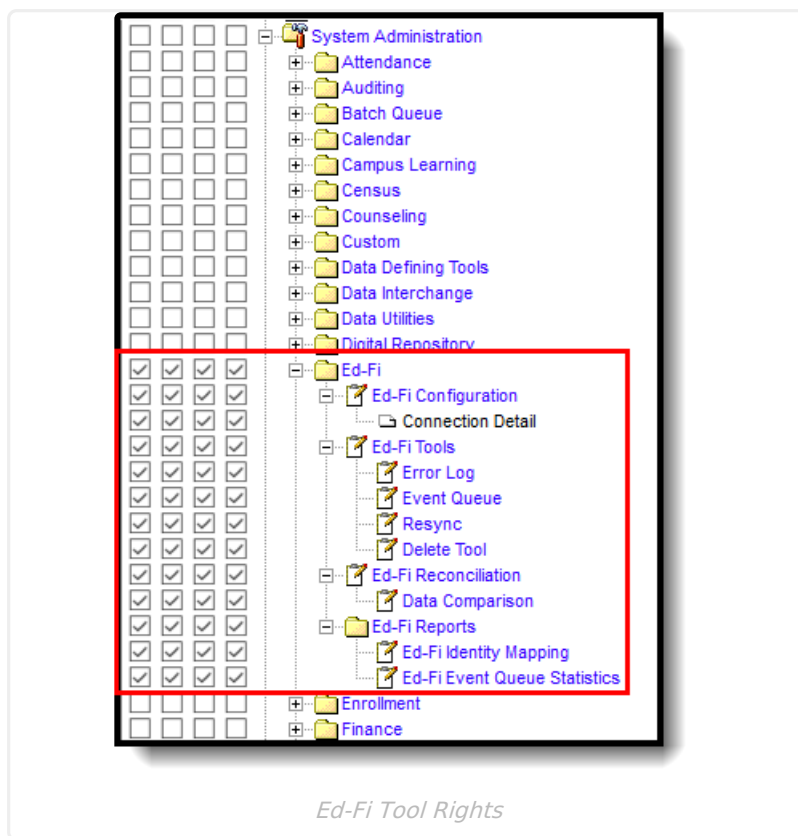 System Administration
Attendance
Auditing
Batch Queue
Calendar
Campus Learning
Census
Counseling
Custom
Data Defining Tools
Data Interchange
Data Utilities
Digital Repository
Ed-Fi
Ed-Fi Configuration
Connection Detail
Ed-Fi Tools
Error Log
Event Queue
Resync
Delete Tool
Ed-Fi Reconciliation
Data Comparison
Ed-Fi Reports
Ed-Fi Identity Mapping
Ed-Fi Event Queue Statistics
Enrollment
Finance
Ed-Fi Tool Rights